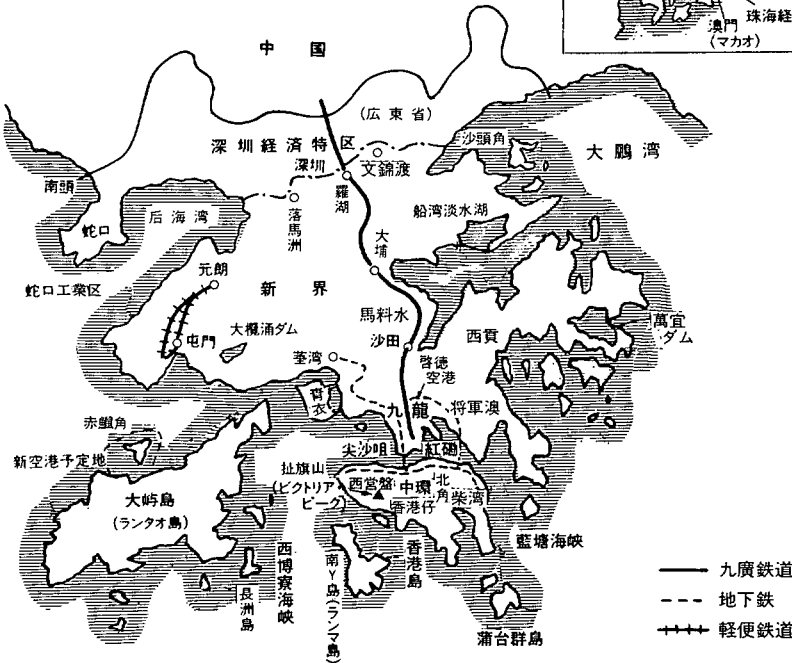 珠海経
澳門
(マカオ)
中国
(広東省)
深圳経済特区
深圳
文錦渡
沙頭角
大鵬湾
南頭
蛇口
后海湾
落馬洲
羅湖
船湾淡水湖
大埔
元朗
蛇口工業区
新界
馬料水
西貢
萬宜
ダム
屯門
大欖涌ダム
沙田
荃湾
啓徳
空港
青衣
九龍
将軍澳
赤鱲角
新空港予定地
尖沙咀
紅磡
扯旗山
(ビクトリア
ピーク)
西営盤
中環
北角
柴湾
香港仔
大嶼島
(ランタオ島)
藍塘海峡
西博寮海峡
南丫島(ランマ島)
香港島
長洲島
蒲台群島
九廣鉄道
地下鉄
軽便鉄道